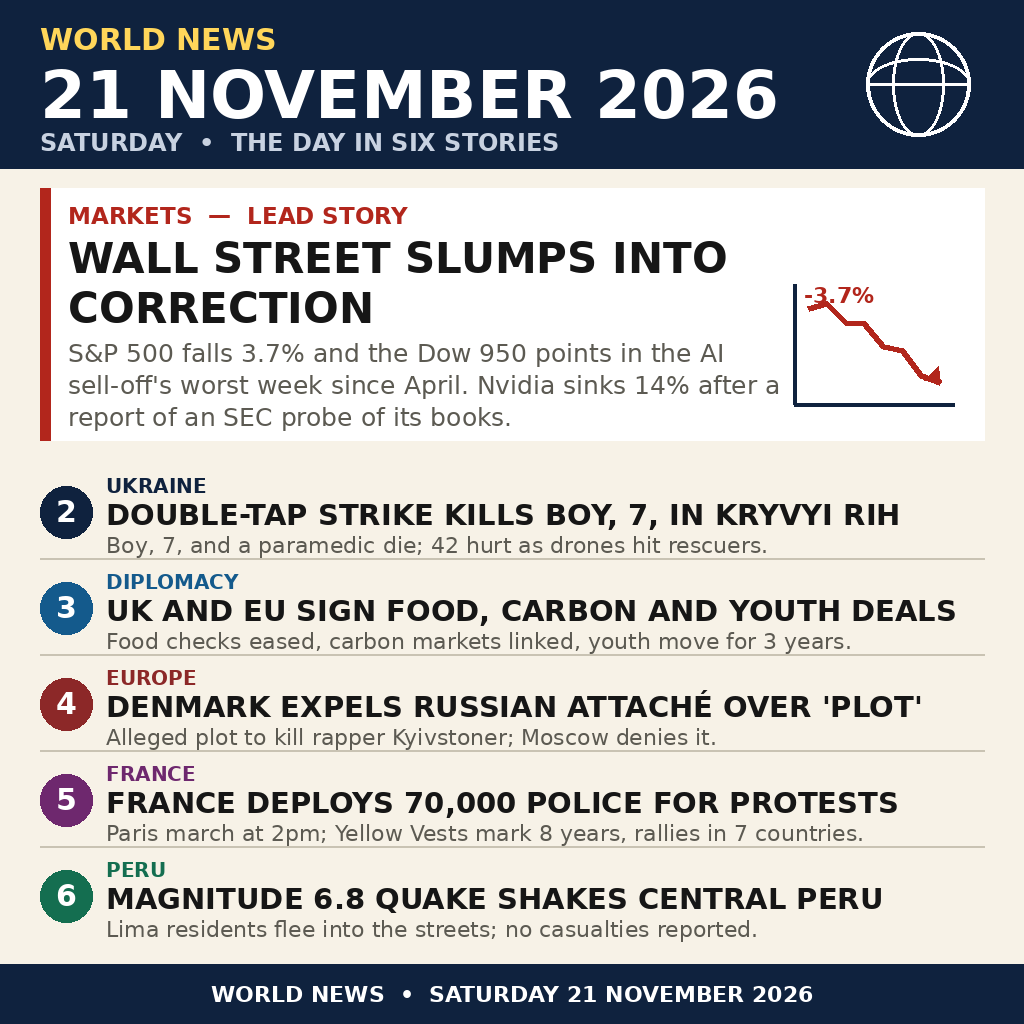 WORLD NEWS
21 NOVEMBER 2026
SATURDAY • THE DAY IN SIX STORIES
MARKETS — LEAD STORY
WALL STREET SLUMPS INTO
CORRECTION
S&P 500 falls 3.7% and the Dow 950 points in the AI
sell-off's worst week since April. Nvidia sinks 14% after a
report of an SEC probe of its books.
-3.7%
2
UKRAINE
DOUBLE-TAP STRIKE KILLS BOY, 7, IN KRYVYI RIH
Boy, 7, and a paramedic die; 42 hurt as drones hit rescuers.
3
DIPLOMACY
UK AND EU SIGN FOOD, CARBON AND YOUTH DEALS
Food checks eased, carbon markets linked, youth move for 3 years.
4
EUROPE
DENMARK EXPELS RUSSIAN ATTACHÉ OVER 'PLOT'
Alleged plot to kill rapper Kyivstoner; Moscow denies it.
5
FRANCE
FRANCE DEPLOYS 70,000 POLICE FOR PROTESTS
Paris march at 2pm; Yellow Vests mark 8 years, rallies in 7 countries.
6
PERU
MAGNITUDE 6.8 QUAKE SHAKES CENTRAL PERU
Lima residents flee into the streets; no casualties reported.
WORLD NEWS • SATURDAY 21 NOVEMBER 2026